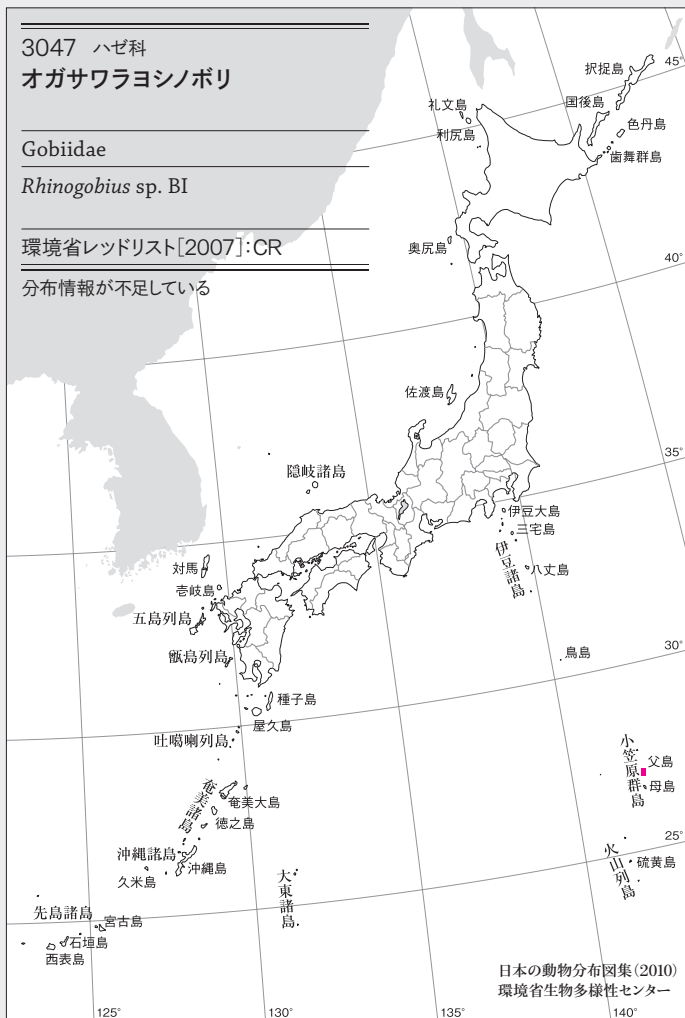 3047 ハゼ科
オガサワラヨシノボリ
Gobiidae
Rhinogobius sp. BI
環境省レッドリスト[2007]:CR
分布情報が不足している
択捉島
45°
礼文島
国後島
利尻島
色丹島
歯舞群島
奥尻島
40°
佐渡島
35°
隠岐諸島
伊豆大島
三宅島
伊豆諸島
八丈島
対馬
壱岐島
五島列島
甑島列島
鳥島
30°
種子島
屋久島
吐噶喇列島
小笠原群島
父島
母島
奄美諸島
奄美大島
徳之島
25°
沖縄諸島
沖縄島
久米島
火山列島
硫黄島
大東諸島
先島諸島
宮古島
石垣島
西表島
日本の動物分布図集(2010)
環境省生物多様性センター
125°
130°
135°
140°